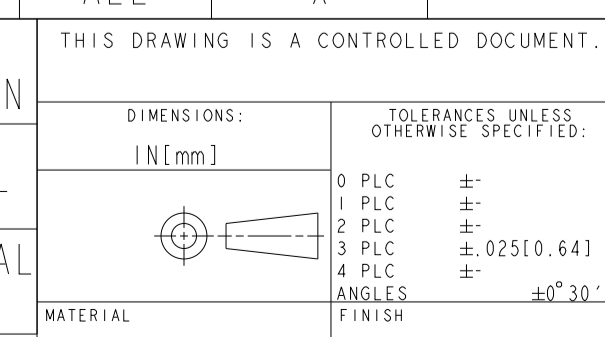 THIS DRAWING IS A CONTROLLED DOCUMENT.
N
DIMENSIONS:
IN[mm]
TOLERANCES UNLESS
OTHERWISE SPECIFIED:
0 PLC ±-
1 PLC ±-
2 PLC ±-
3 PLC ±.025[0.64]
4 PLC ±-
ANGLES ±0°30'
AL
MATERIAL
FINISH